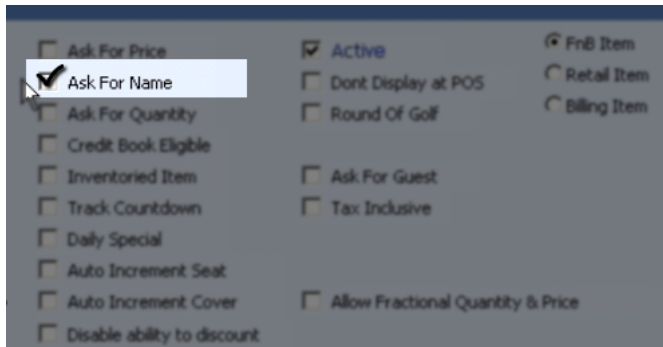 Ask For Price
Ask For Name
Ask For Quantity
Credit Book Eligible
Inventoried Item
Track Countdown
Daily Special
Auto Increment Seat
Auto Increment Cover
Disable ability to discount
Active
Dont Display at POS
Round Of Golf
Ask For Guest
Tax Inclusive
Allow Fractional Quantity & Price
FnB Item
Retail Item
Billing Item